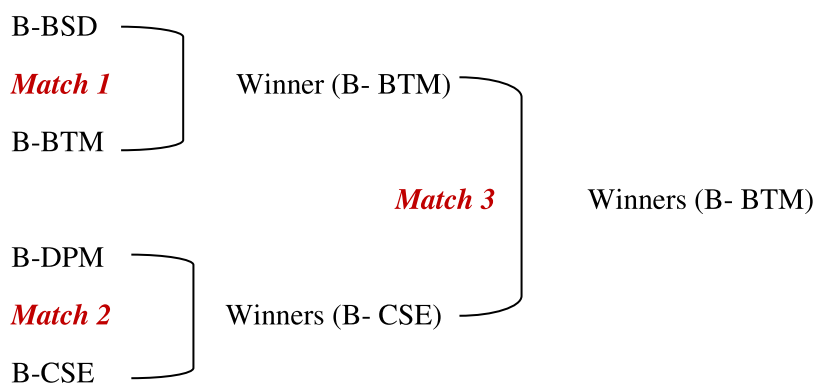 B-BSD
Match 1
Winner (B- BTM)
B-BTM
Match 3
Winners (B- BTM)
B-DPM
Match 2
Winners (B- CSE)
B-CSE